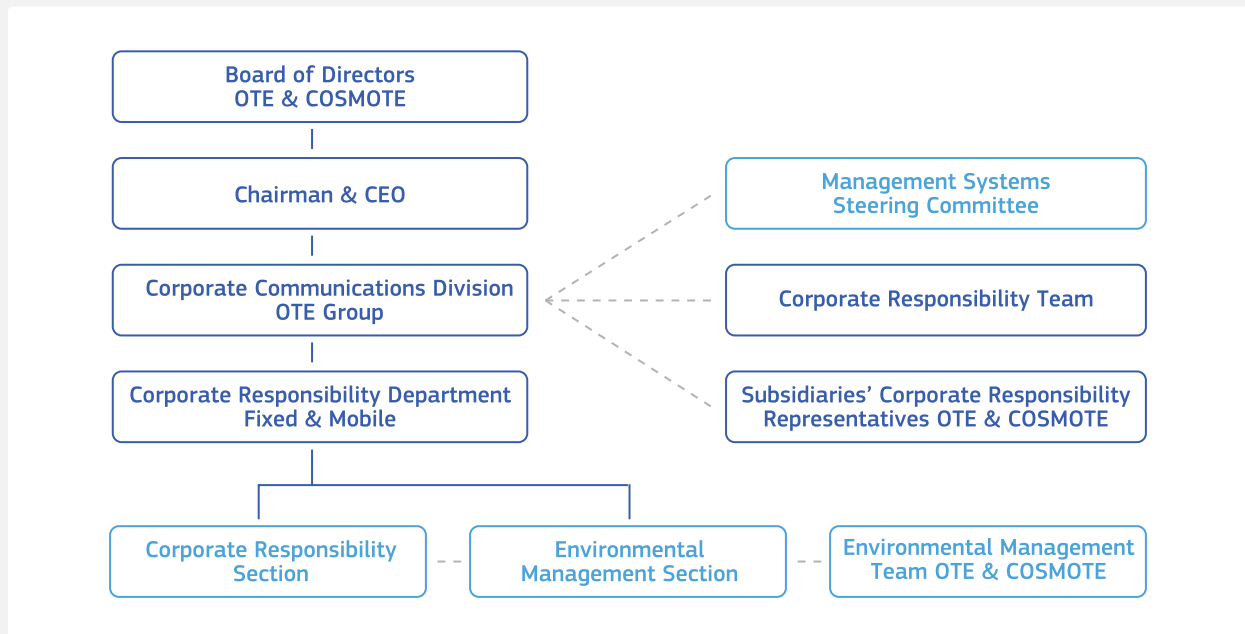 Board of Directors
OTE & COSMOTE
Chairman & CEO
Management Systems
Steering Committee
Corporate Communications Division
OTE Group
Corporate Responsibility Team
Corporate Responsibility Department
Fixed & Mobile
Subsidiaries’ Corporate Responsibility
Representatives OTE & COSMOTE
Corporate Responsibility
Section
Environmental
Management Section
Environmental Management
Team OTE & COSMOTE